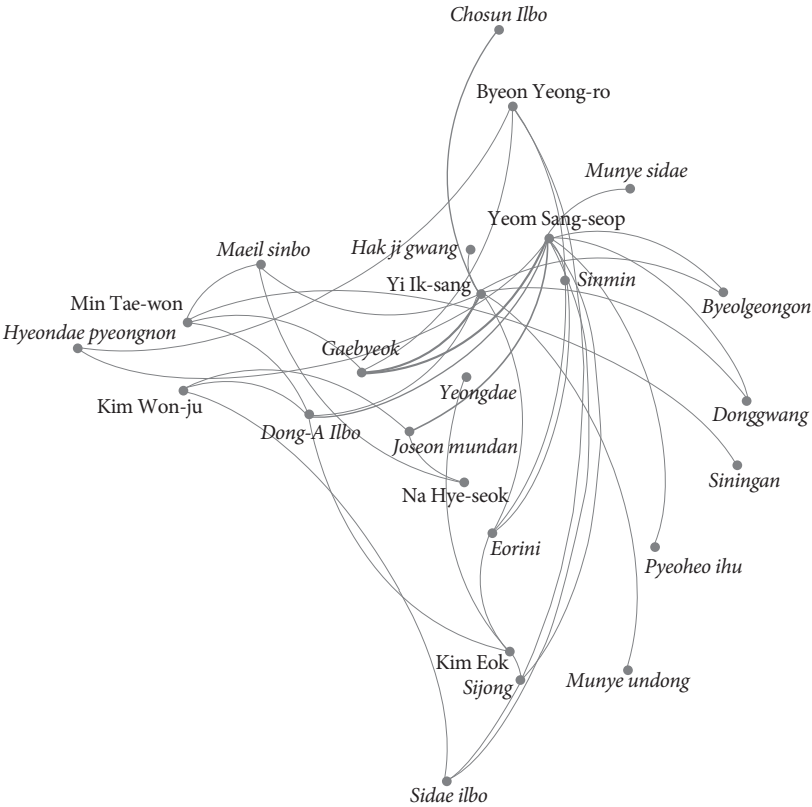 Chosun Ilbo
Byeon Yeong-ro
Munye sidae
Yeom Sang-seop
Maeil sinbo
Hak ji gwang
Sinmin
Yi Ik-sang
Min Tae-won
Byeolgeongon
Hyeondae pyeongnon
Gaebyeok
Yeongdae
Kim Won-ju
Donggwang
Dong-A Ilbo
Joseon mundan
Siningan
Na Hye-seok
Eorini
Pyeoheo ihu
Kim Eok
Sijong
Munye undong
Sidae ilbo